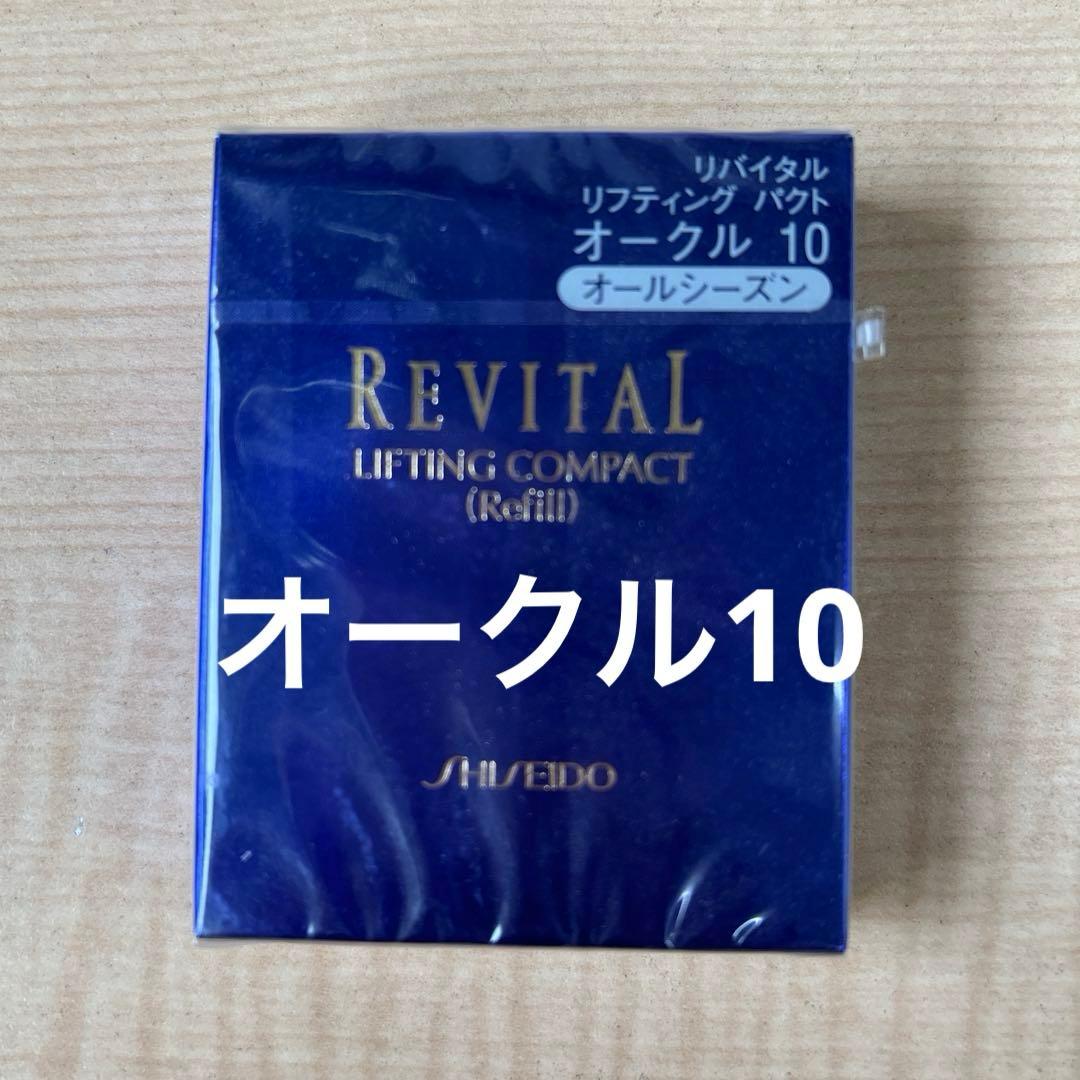 リバイタル
リフティング パクト
オークル 10
オールシーズン
REVITAL
LIFTING COMPACT
(Refill)
オークル10
SHISEIDO